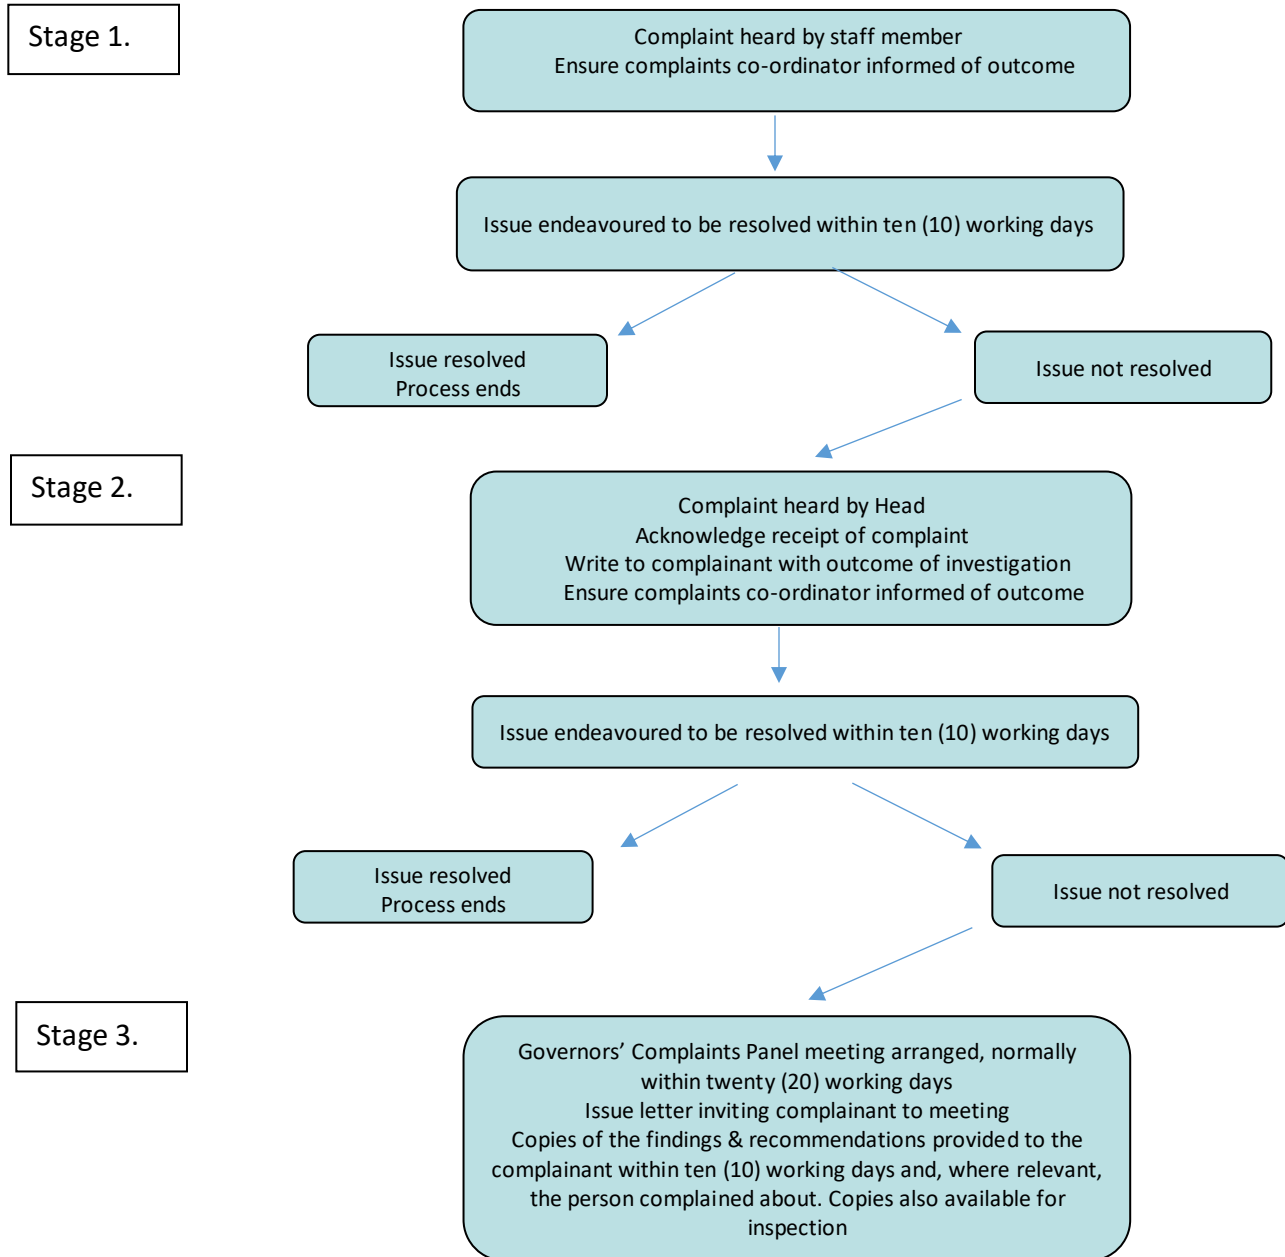 Stage 1.
Complaint heard by staff member
Ensure complaints co-ordinator informed of outcome
Issue endeavoured to be resolved within ten (10) working days
Issue resolved
Process ends
Issue not resolved
Stage 2.
Complaint heard by Head
Acknowledge receipt of complaint
Write to complainant with outcome of investigation
Ensure complaints co-ordinator informed of outcome
Issue endeavoured to be resolved within ten (10) working days
Issue resolved
Process ends
Issue not resolved
Stage 3.
Governors’ Complaints Panel meeting arranged, normally
within twenty (20) working days
Issue letter inviting complainant to meeting
Copies of the findings & recommendations provided to the
complainant within ten (10) working days and, where relevant,
the person complained about. Copies also available for
inspection